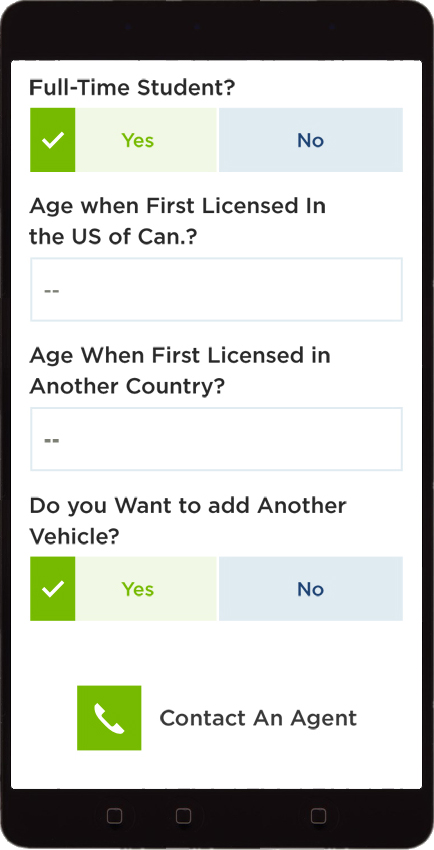 Full-Time Student?
Yes No
Age when First Licensed In
the US of Can.?
--
Age When First Licensed in
Another Country?
--
Do you Want to add Another
Vehicle?
Yes No
Contact An Agent